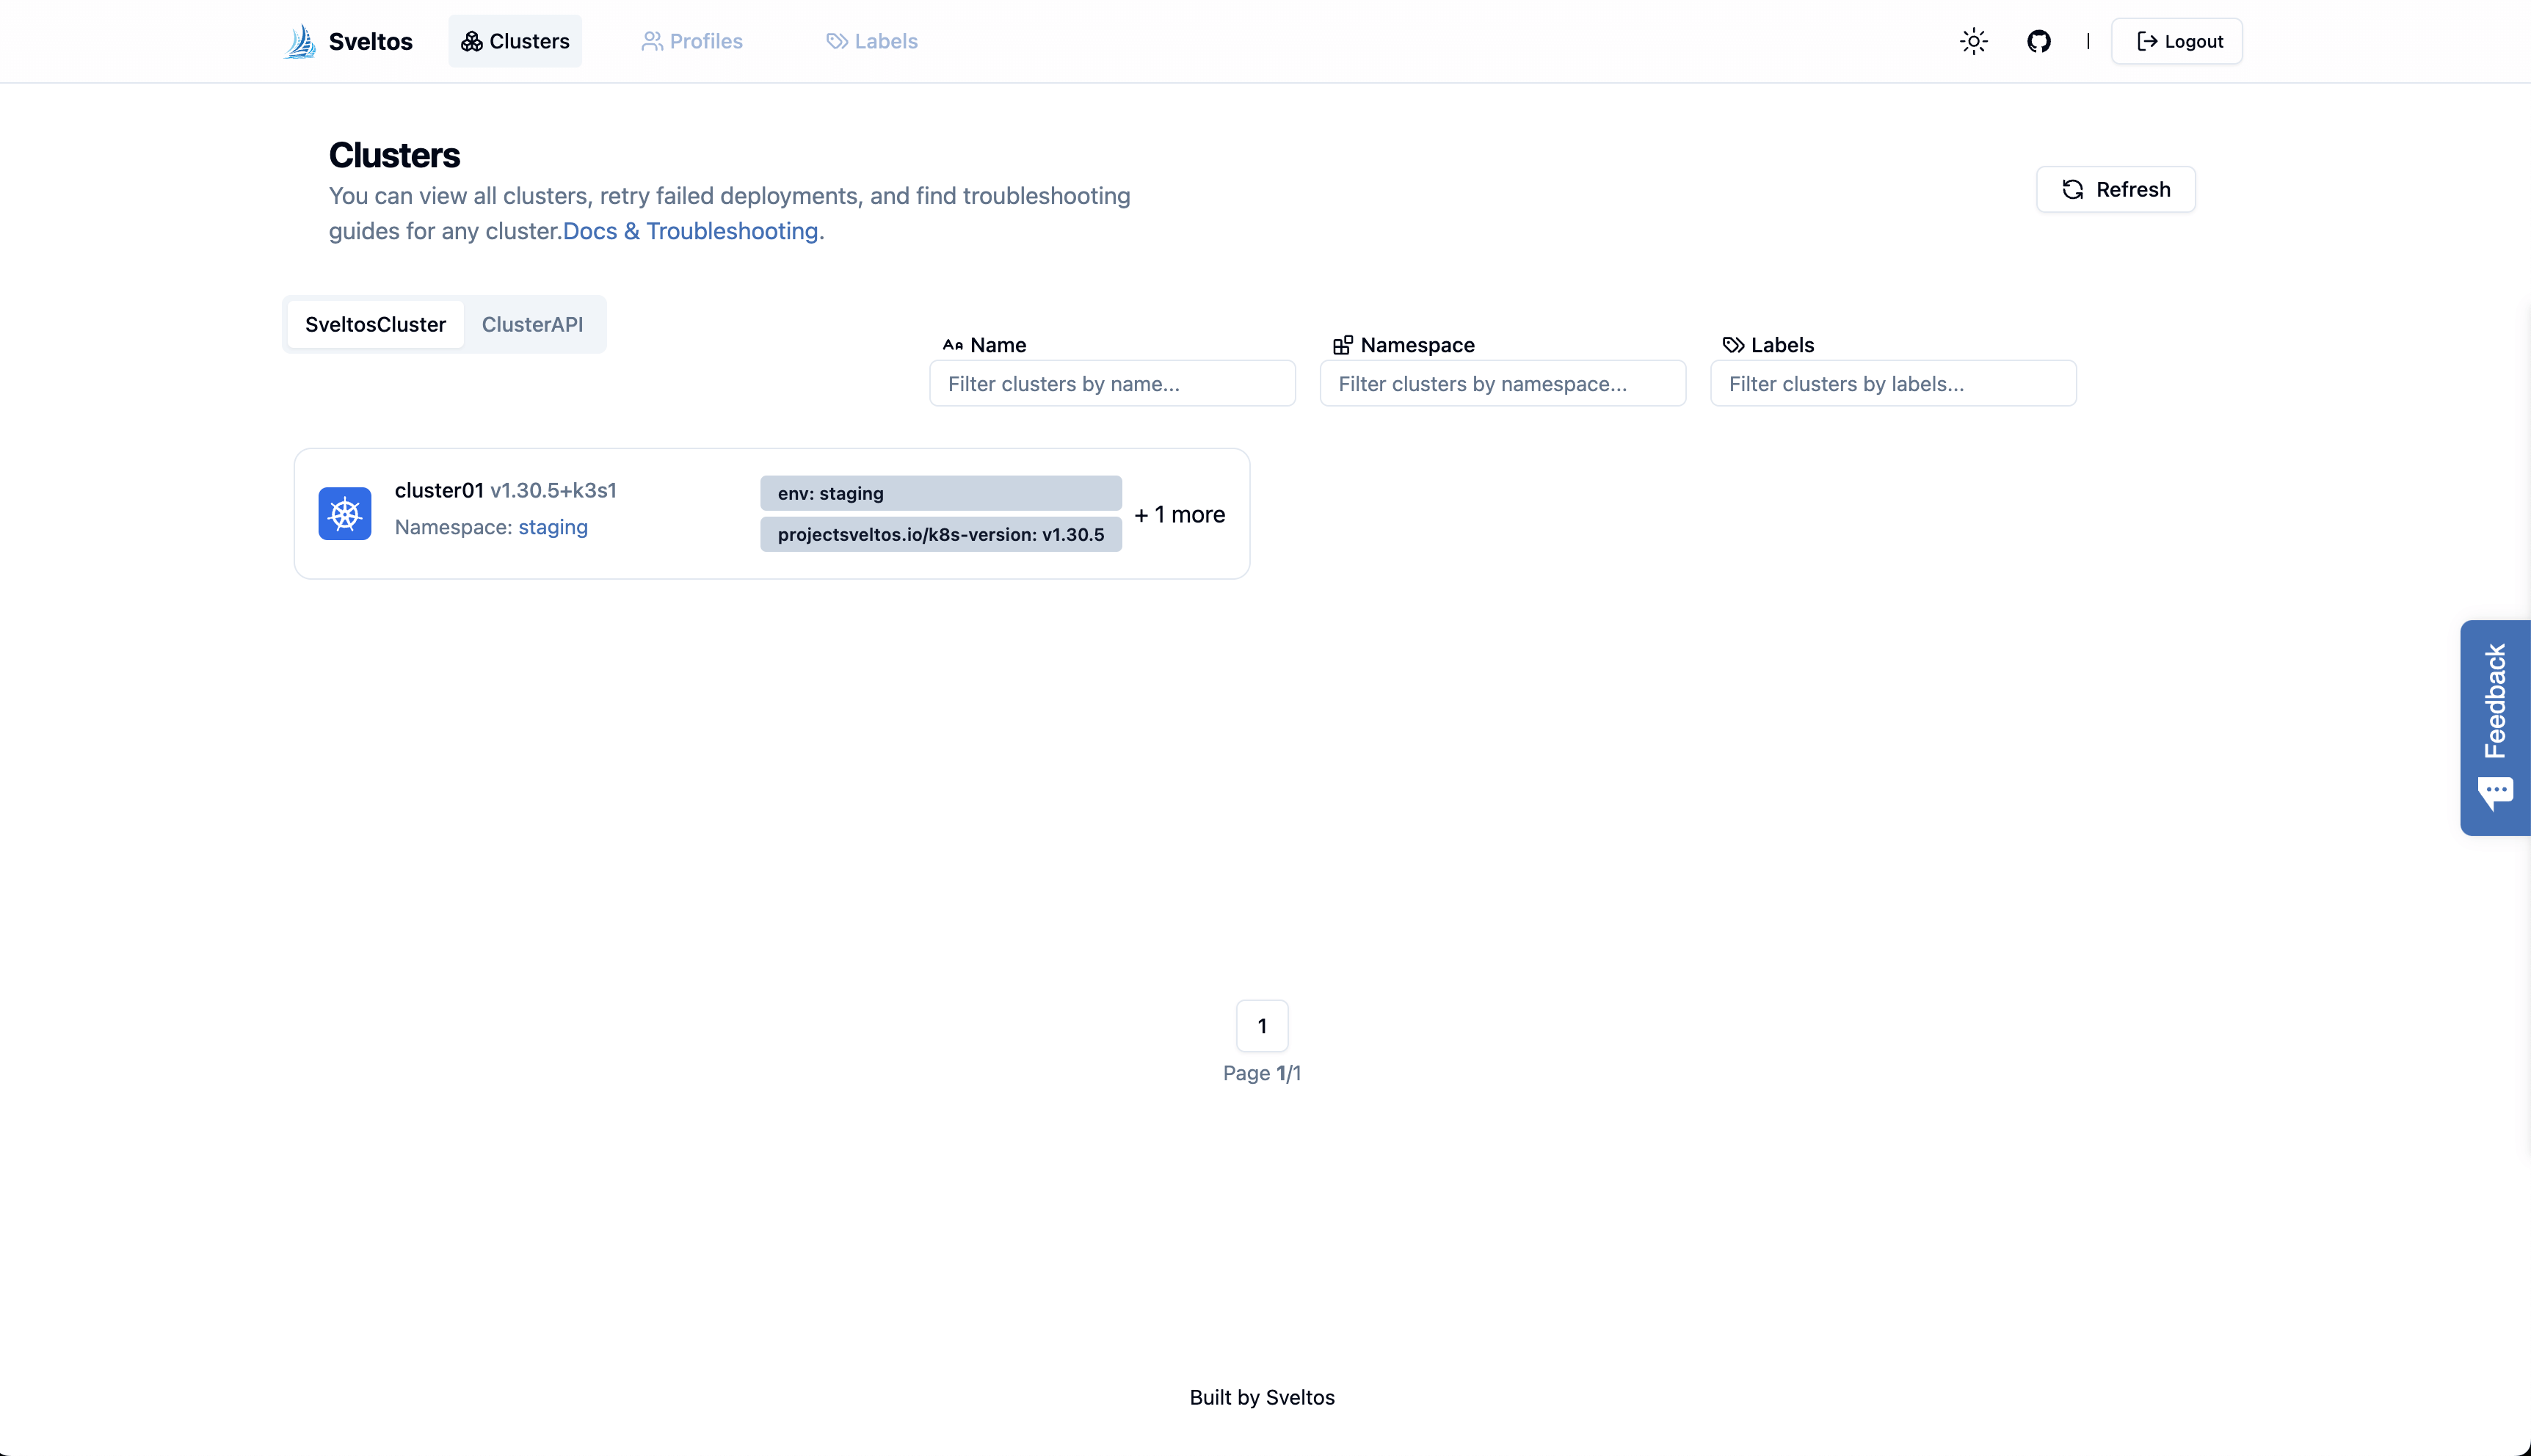 Sveltos
Clusters
Profiles
Labels
Logout
Clusters
You can view all clusters, retry failed deployments, and find troubleshooting
guides for any cluster.Docs & Troubleshooting.
Refresh
SveltosCluster
ClusterAPI
Aa Name
Namespace
Labels
Filter clusters by name...
Filter clusters by namespace...
Filter clusters by labels...
cluster01 v1.30.5+k3s1
Namespace: staging
env: staging
projectsveltos.io/k8s-version: v1.30.5
+ 1 more
Feedback
1
Page 1/1
Built by Sveltos